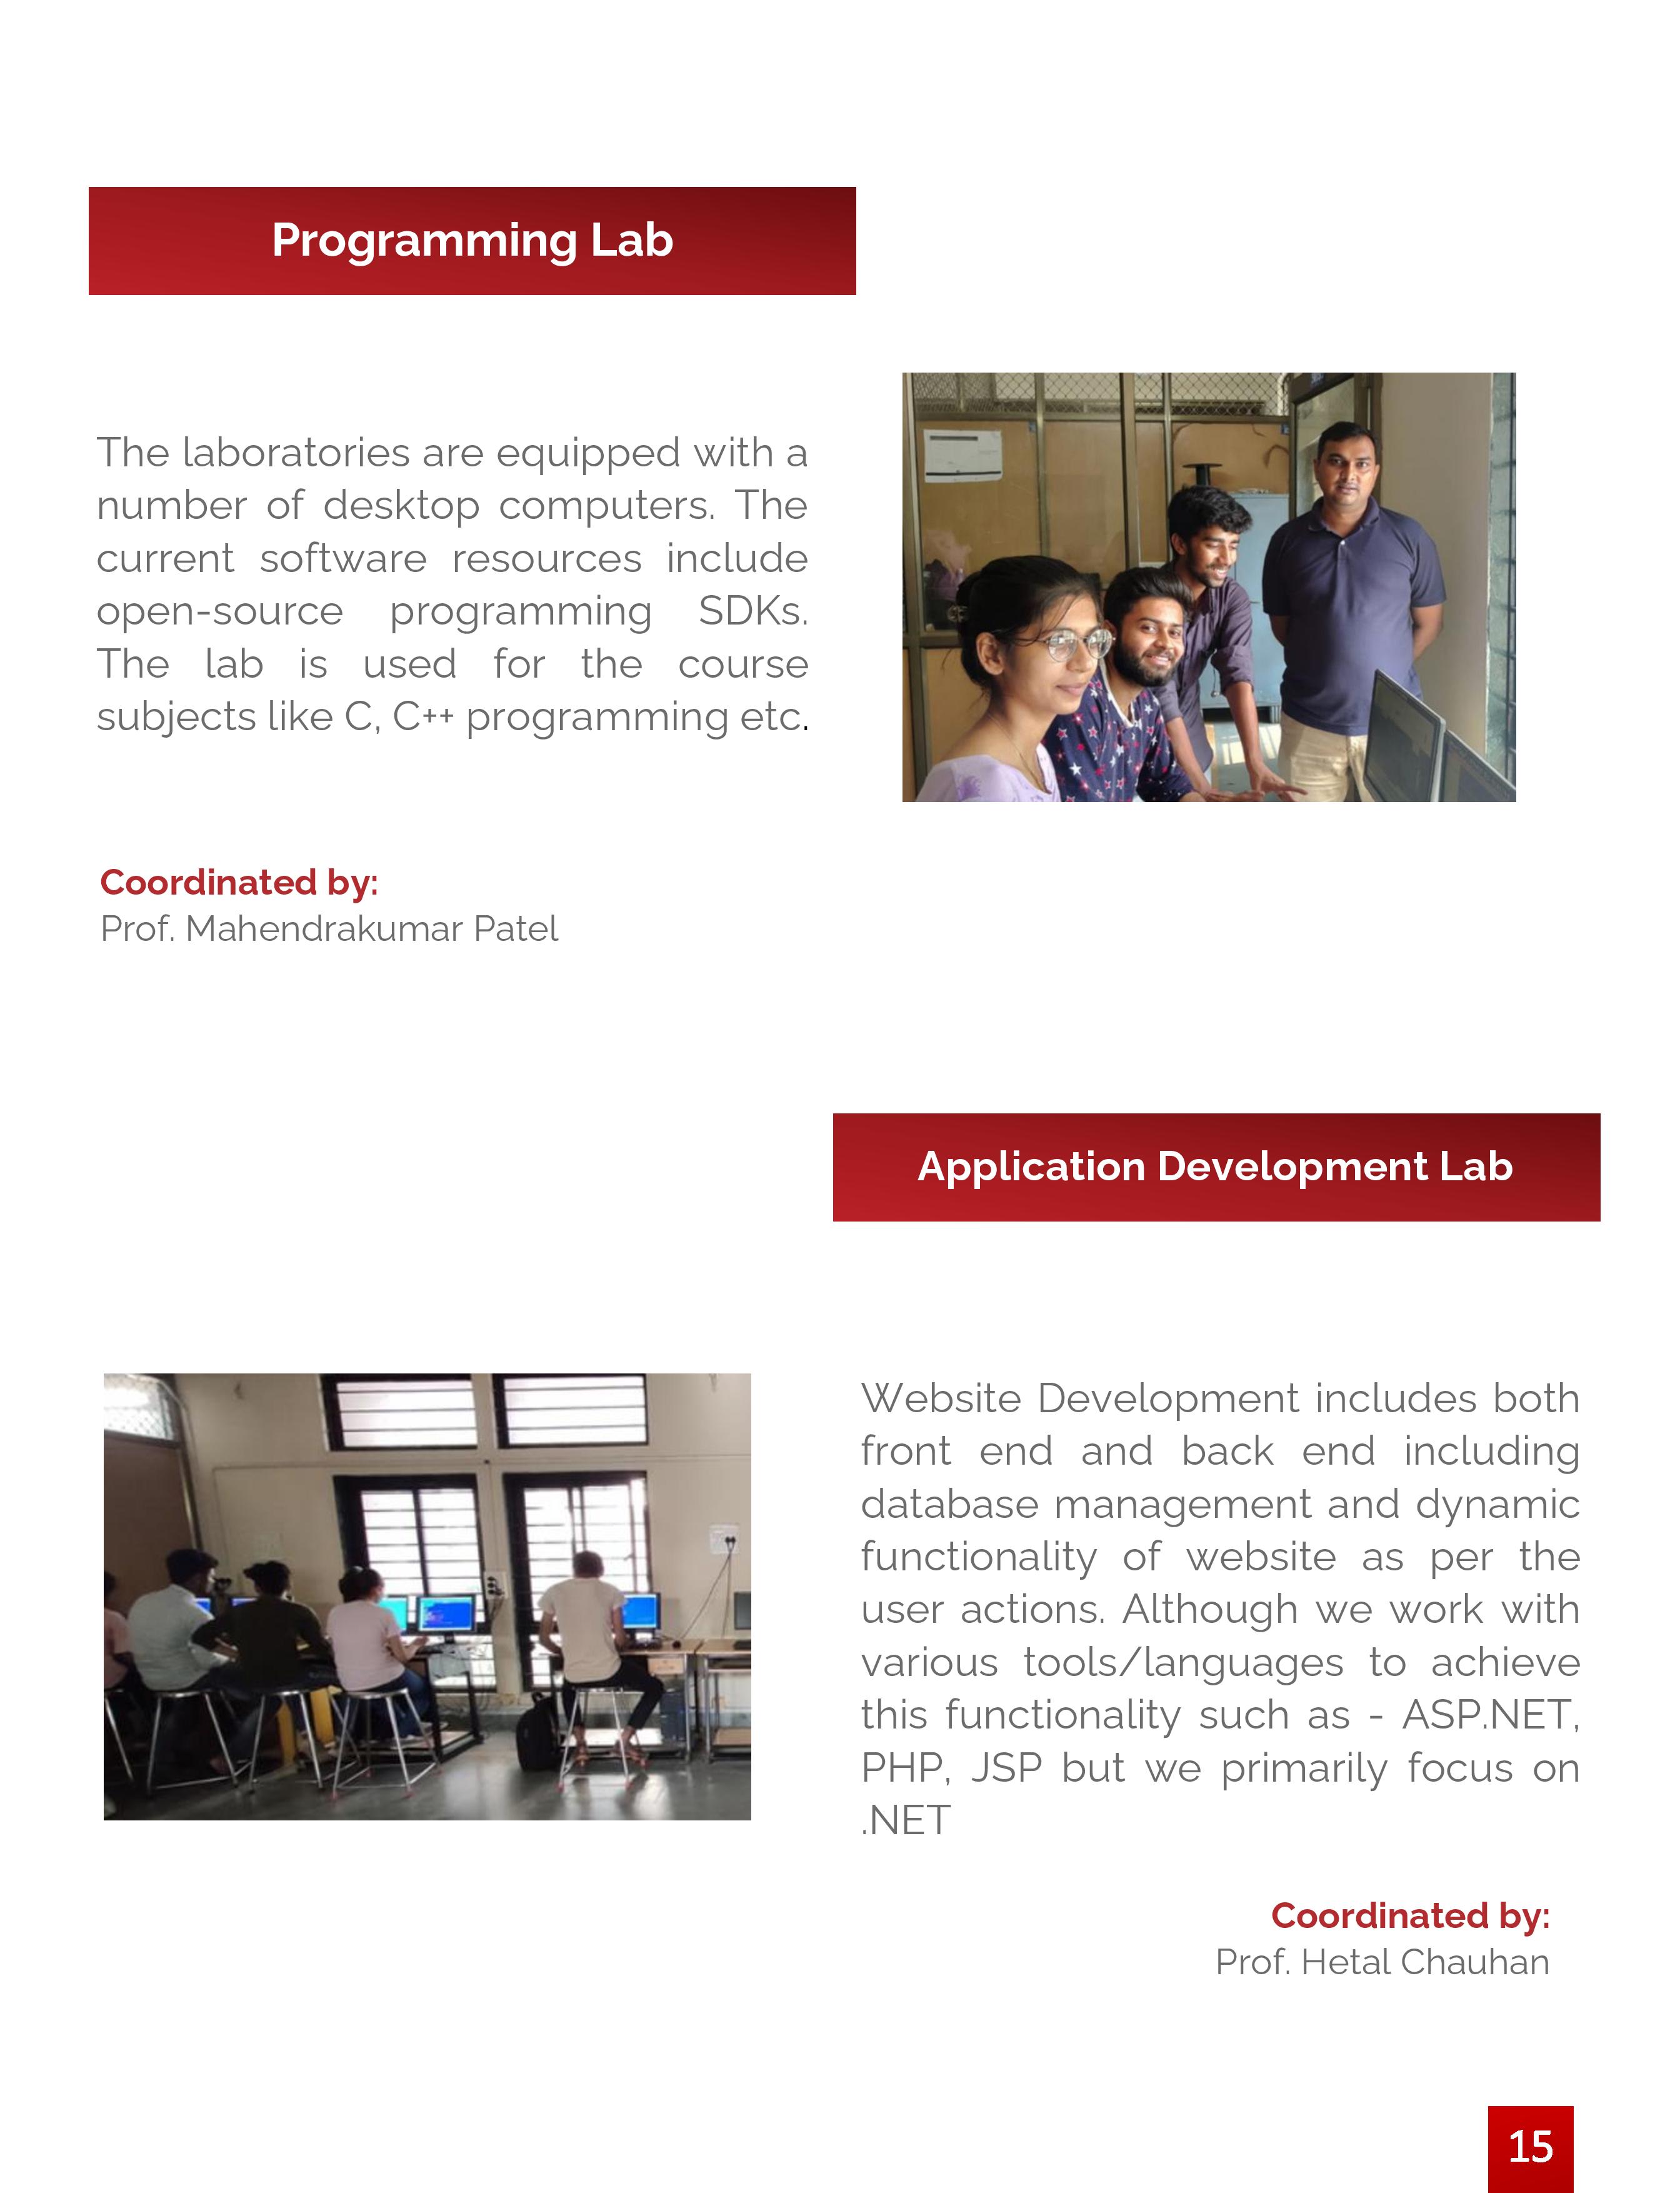 Programming Lab
The laboratories are equipped with a
number of desktop computers. The
current software resources include
open-source programming SDKs.
The lab is used for the course
subjects like C, C++ programming etc.
Coordinated by:
Prof. Mahendrakumar Patel
Application Development Lab
Website Development includes both
front end and back end including
database management and dynamic
functionality of website as per the
user actions. Although we work with
various tools/languages to achieve
this functionality such as - ASP.NET,
PHP, JSP but we primarily focus on
.NET
Coordinated by:
Prof. Hetal Chauhan
15